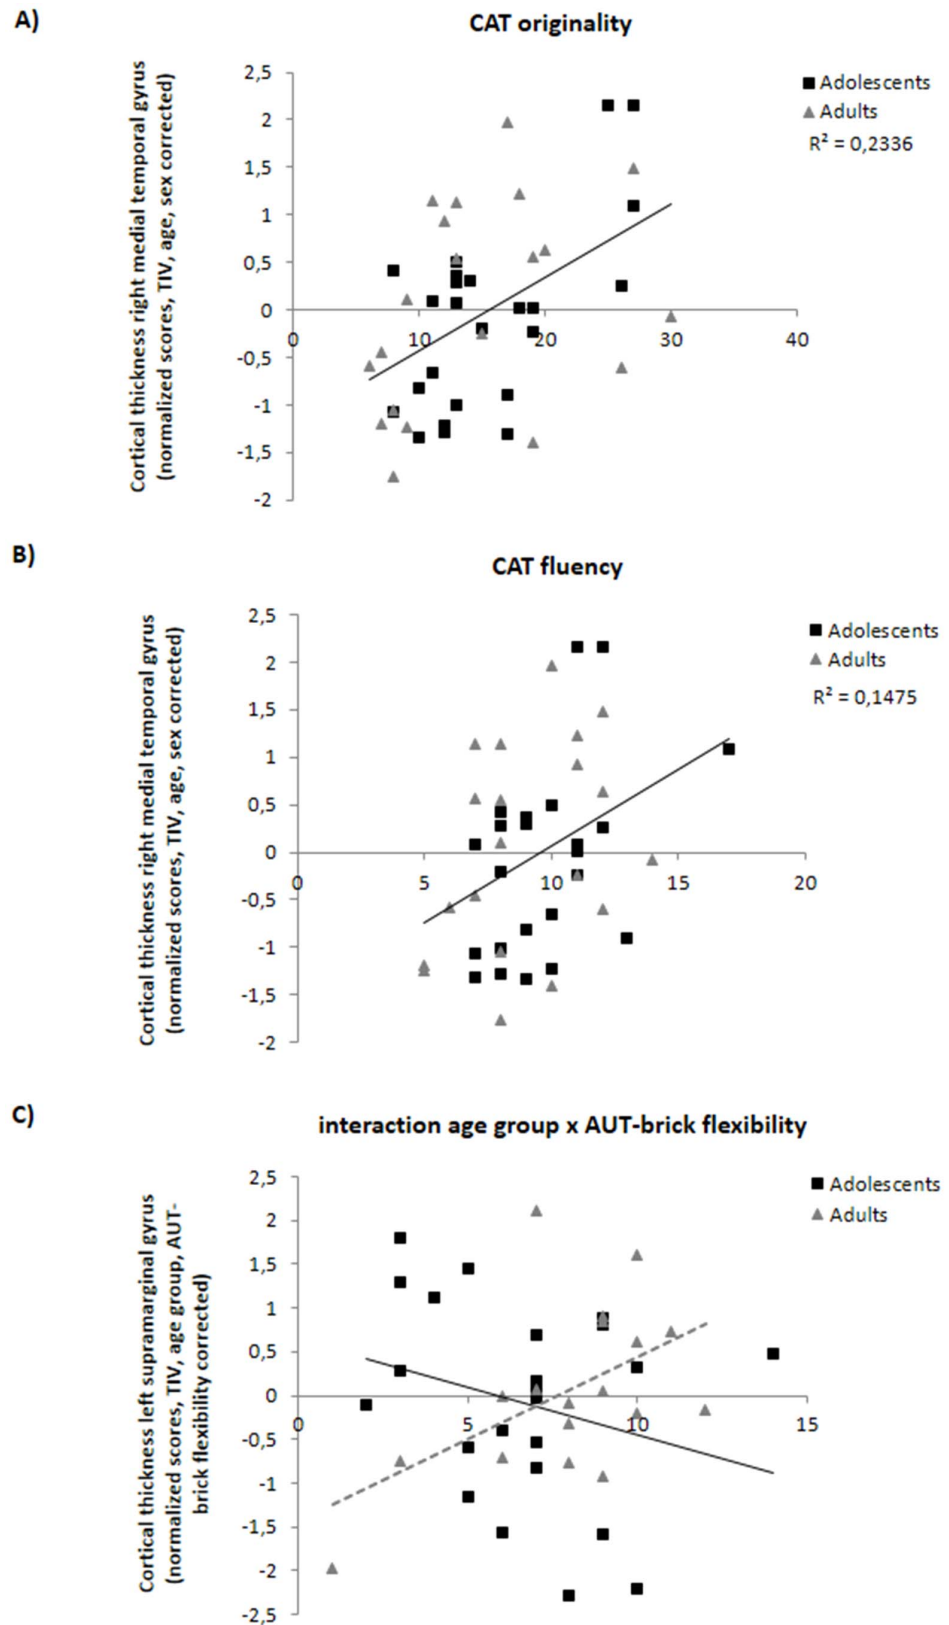 A)
CAT originality
Cortical thickness right medial temporal gyrus
(normalized scores, TIV, age, sex corrected)
2,5
2
1,5
1
0,5
0
-0,5
-1
-1,5
-2
0
10
20
30
40
Adolescents
Adults
R² = 0,2336
B)
CAT fluency
Cortical thickness right medial temporal gyrus
(normalized scores, TIV, age, sex corrected)
2,5
2
1,5
1
0,5
0
-0,5
-1
-1,5
-2
0
5
10
15
20
Adolescents
Adults
R² = 0,1475
C)
interaction age group x AUT-brick flexibility
Cortical thickness left supramarginal gyrus
(normalized scores, TIV, age group, AUT-
brick flexibility corrected)
2,5
2
1,5
1
0,5
0
-0,5
-1
-1,5
-2
-2,5
0
5
10
15
Adolescents
Adults